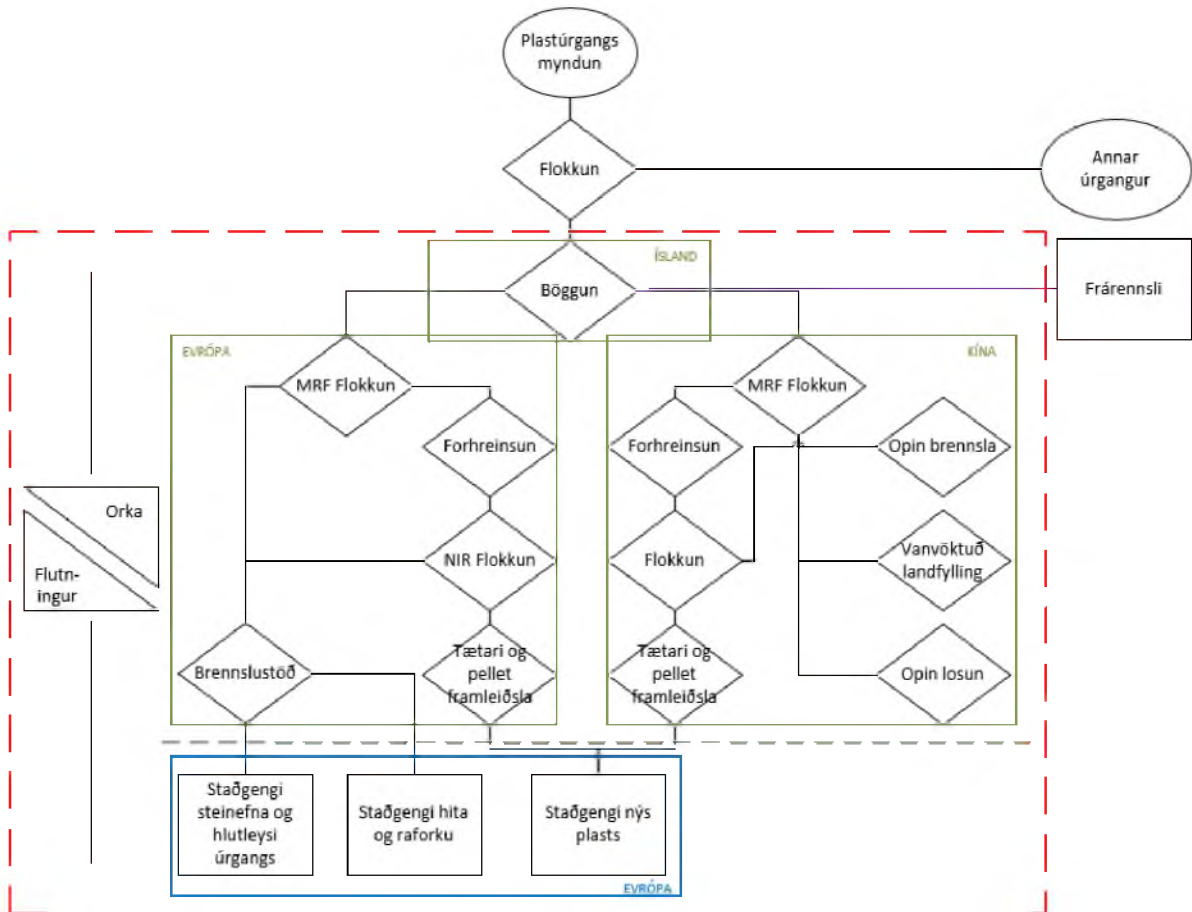 Plastúrgangs
myndun
Flokkun
Annar
úrgangur
ÍSLAND
Böggun
Frárennsli
EVRÓPA
KÍNA
MRF Flokkun
MRF Flokkun
Forhreinsun
Forhreinsun
Opin brennsla
Orka
Flutn-
ingur
NIR Flokkun
Flokkun
Vanvöktuð
landfylling
Brennslustöð
Tætari og
pellet
framleiðsla
Tætari og
pellet
framleiðsla
Opin losun
Staðgengi
steinefna og
hlutleysi
úrgangs
Staðgengi hita
og raforku
Staðgengi nýs
plasts
EVRÓPA